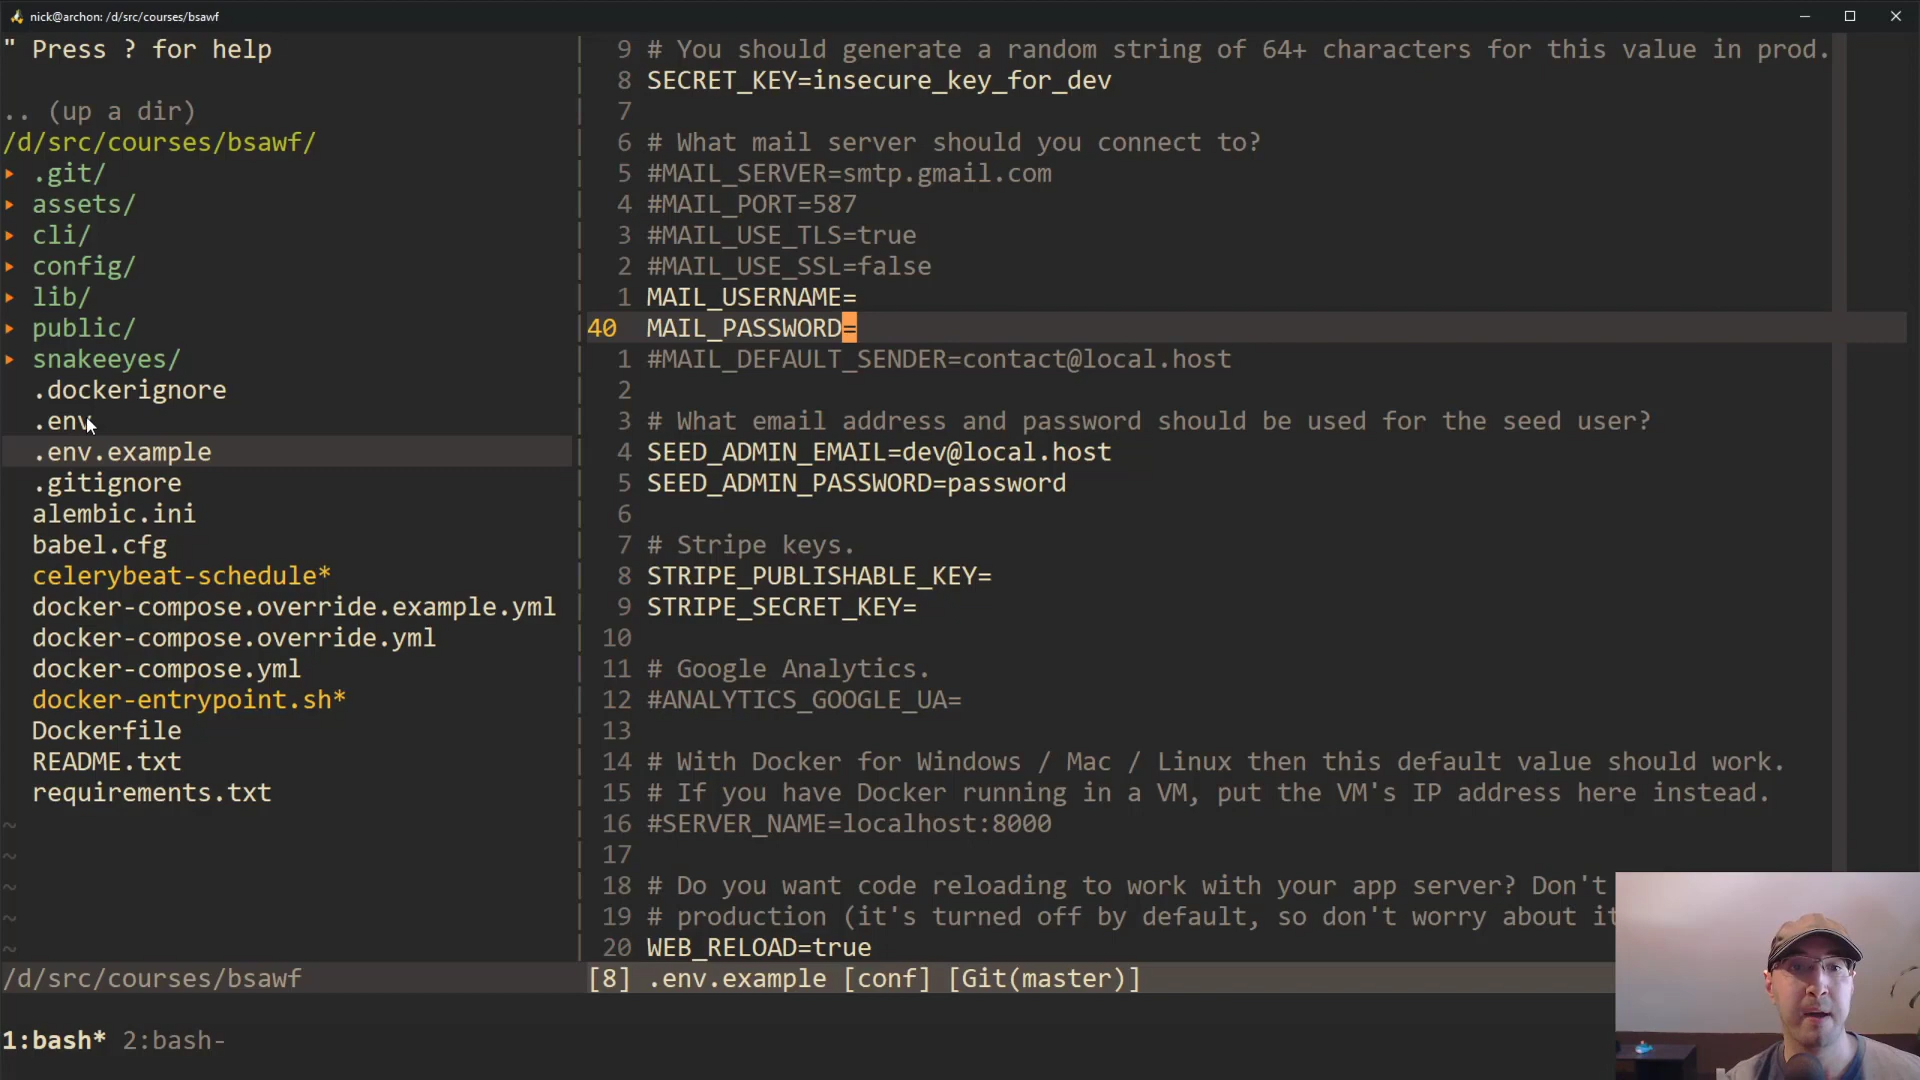 nick@archon: /d/src/courses/bsawf
" Press ? for help
.. (up a dir)
/d/src/courses/bsawf/
▸ .git/
▸ assets/
▸ cli/
▸ config/
▸ lib/
▸ public/
▸ snakeeyes/
.dockerignore
.env
.env.example
.gitignore
alembic.ini
babel.cfg
celerybeat-schedule*
docker-compose.override.example.yml
docker-compose.override.yml
docker-compose.yml
docker-entrypoint.sh*
Dockerfile
README.txt
requirements.txt
~
~
~
~
~
/d/src/courses/bsawf
9 # You should generate a random string of 64+ characters for this value in prod.
8 SECRET_KEY=insecure_key_for_dev
7
6 # What mail server should you connect to?
5 #MAIL_SERVER=smtp.gmail.com
4 #MAIL_PORT=587
3 #MAIL_USE_TLS=true
2 #MAIL_USE_SSL=false
1 MAIL_USERNAME=
40 MAIL_PASSWORD=
1 #MAIL_DEFAULT_SENDER=contact@local.host
2
3 # What email address and password should be used for the seed user?
4 SEED_ADMIN_EMAIL=dev@local.host
5 SEED_ADMIN_PASSWORD=password
6
7 # Stripe keys.
8 STRIPE_PUBLISHABLE_KEY=
9 STRIPE_SECRET_KEY=
10
11 # Google Analytics.
12 #ANALYTICS_GOOGLE_UA=
13
14 # With Docker for Windows / Mac / Linux then this default value should work.
15 # If you have Docker running in a VM, put the VM's IP address here instead.
16 #SERVER_NAME=localhost:8000
17
18 # Do you want code reloading to work with your app server? Don't
19 # production (it's turned off by default, so don't worry about it
20 WEB_RELOAD=true
[8] .env.example [conf] [Git(master)]
1:bash* 2:bash-